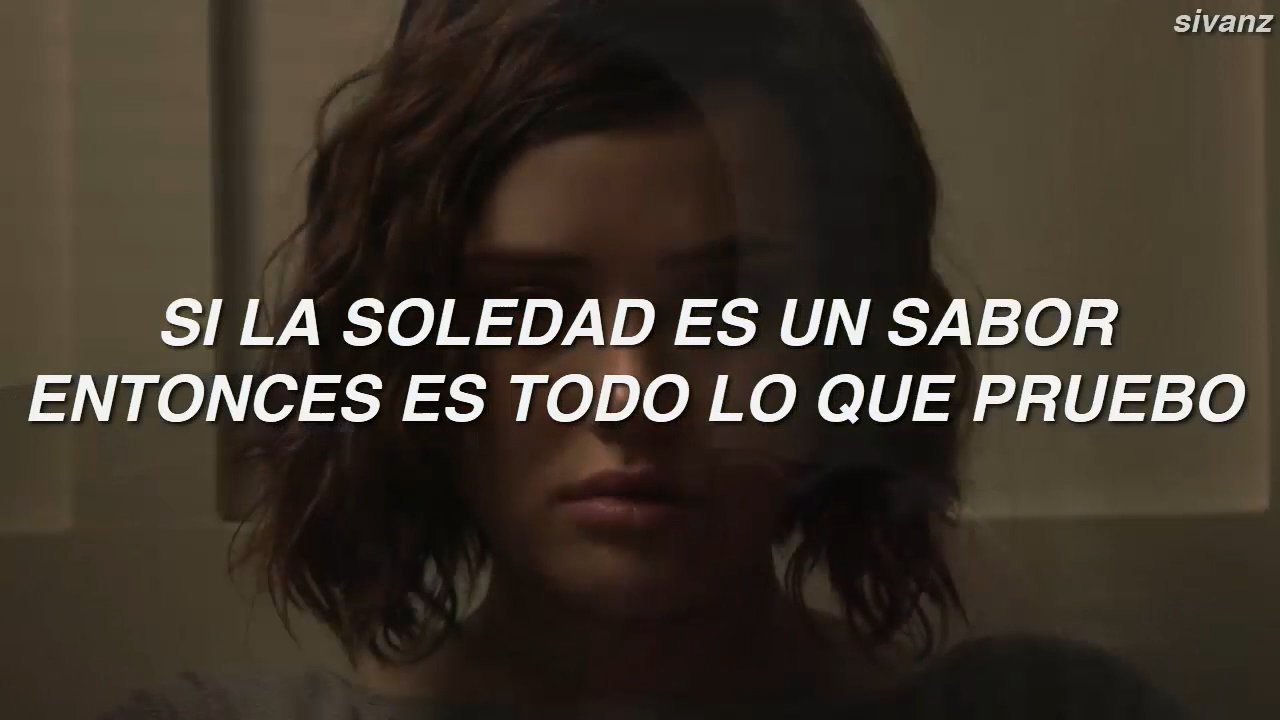 sivanz
SI LA SOLEDAD ES UN SABOR
ENTONCES ES TODO LO QUE PRUEBO